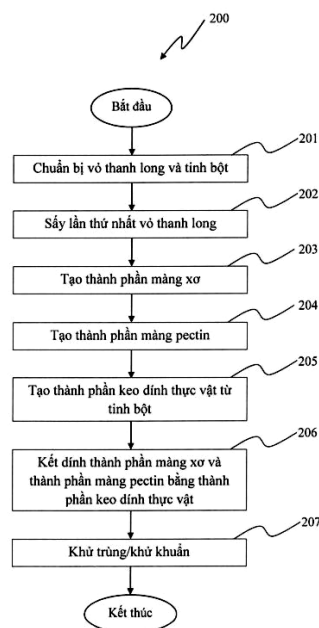 200
Bắt đầu
201
Chuẩn bị vỏ thanh long và tinh bột
202
Sấy lần thứ nhất vỏ thanh long
203
Tạo thành phần màng xơ
204
Tạo thành phần màng pectin
205
Tạo thành phần keo dính thực vật từ
tinh bột
206
Kết dính thành phần màng xơ và
thành phần màng pectin bằng thành
phần keo dính thực vật
207
Khử trùng/khử khuẩn
Kết thúc